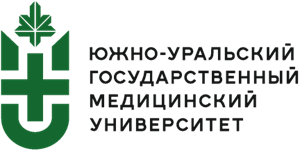 ЮЖНО-УРАЛЬСКИЙ
ГОСУДАРСТВЕННЫЙ
МЕДИЦИНСКИЙ
УНИВЕРСИТЕТ